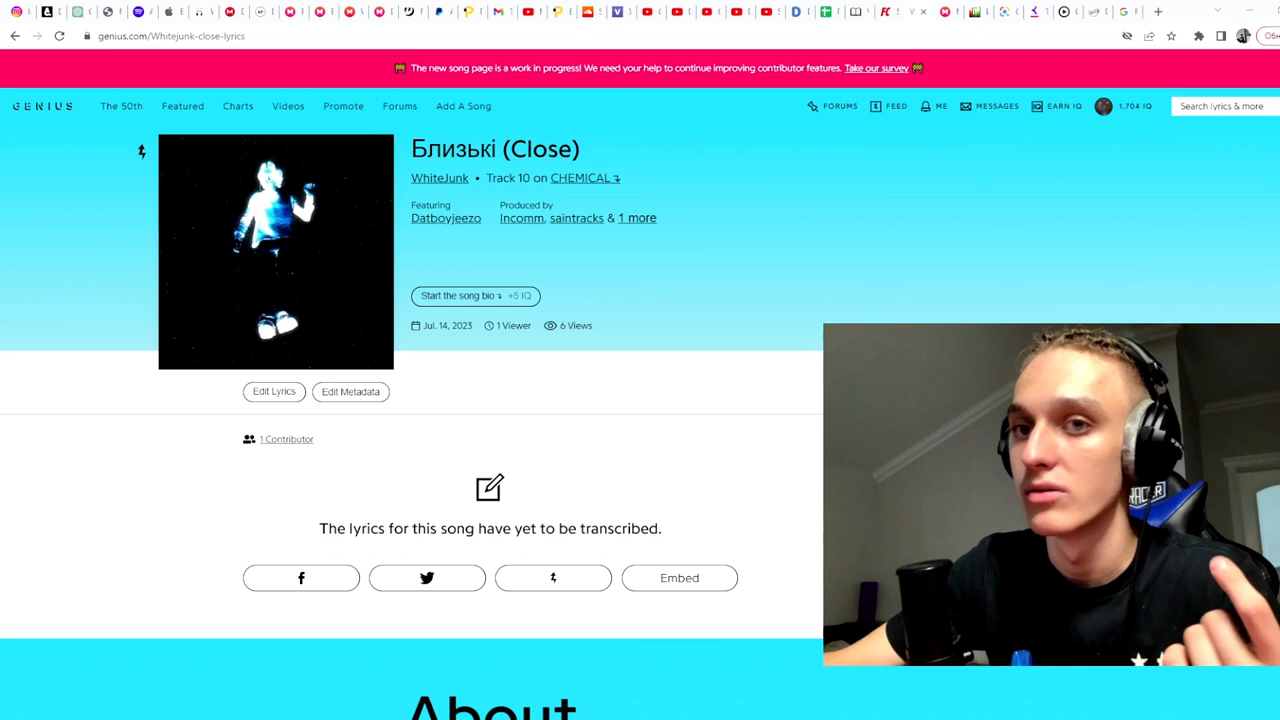 genius.com/Whitejunk-close-lyrics
The new song page is a work in progress! We need your help to continue improving contributor features. Take our survey
GENIUS The 50th Featured Charts Videos Promote Forums Add A Song FORUMS FEED ME MESSAGES EARN IQ 1,704 IQ Search lyrics & more
Близькі (Close)
WhiteJunk • Track 10 on CHEMICAL
Featuring Produced by
Datboyjeezo Incomm, saintracks & 1 more
Start the song bio +5 IQ
Jul. 14, 2023 1 Viewer 6 Views
Edit Lyrics Edit Metadata
1 Contributor
The lyrics for this song have yet to be transcribed.
Embed
About